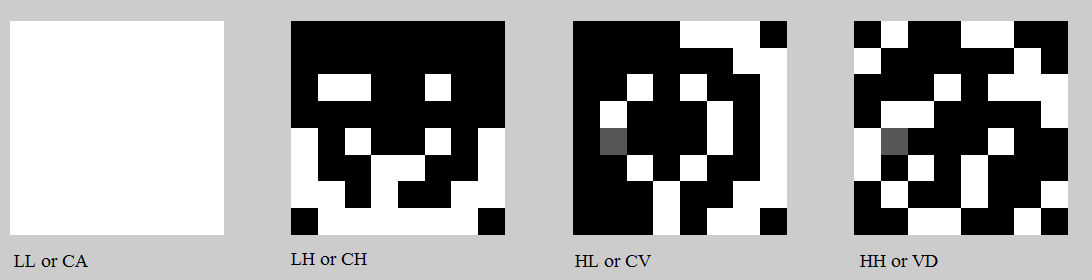 LL or CA
LH or CH
HL or CV
HH or VD